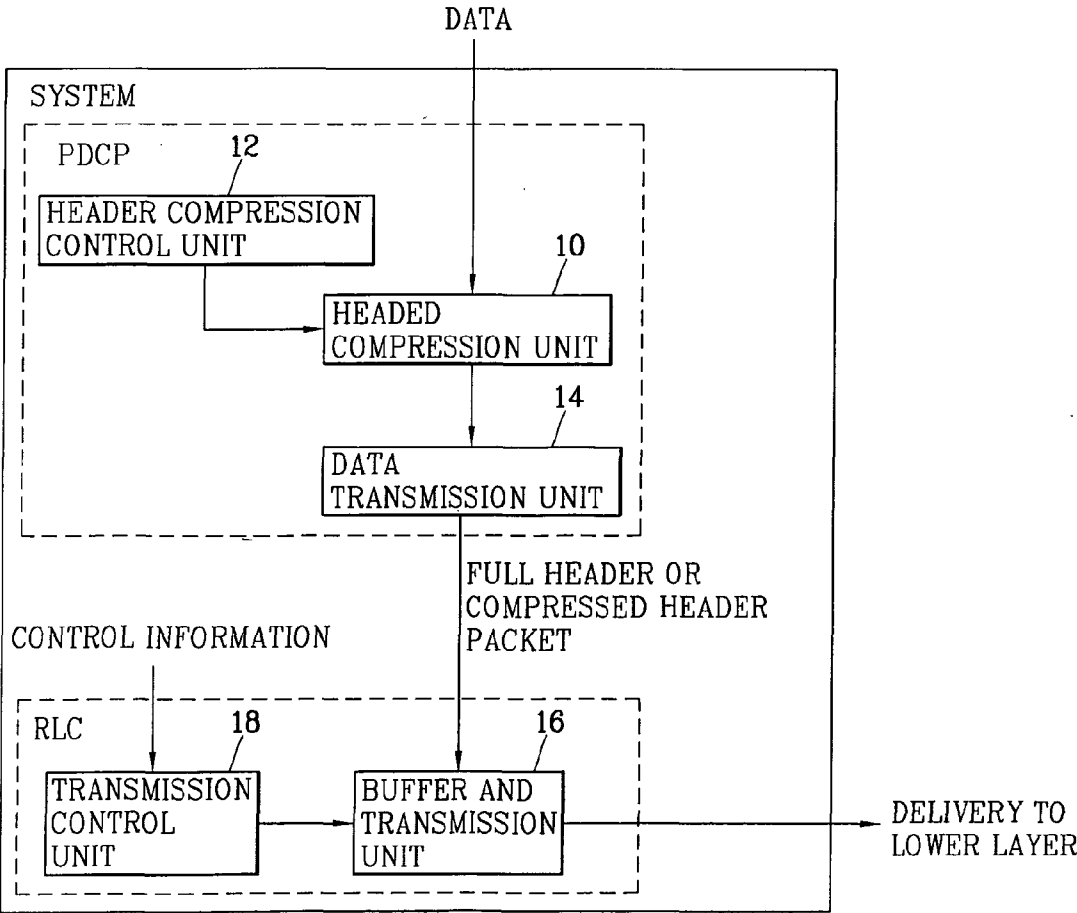 DATA
SYSTEM
PDCP
12
HEADER COMPRESSION
CONTROL UNIT
10
HEADED
COMPRESSION UNIT
14
DATA
TRANSMISSION UNIT
FULL HEADER OR
COMPRESSED HEADER
PACKET
CONTROL INFORMATION
RLC
18
TRANSMISSION
CONTROL
UNIT
16
BUFFER AND
TRANSMISSION
UNIT
DELIVERY TO
LOWER LAYER